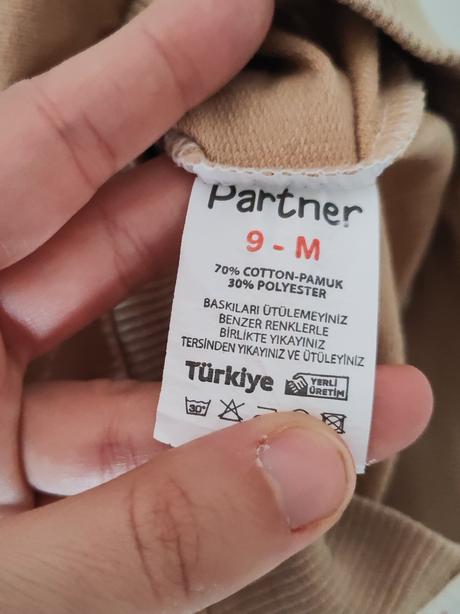 Partner
9 - M
70% COTTON-PAMUK
30% POLYESTER
BASKILARI ÜTÜLEMEYİNİZ
BENZER RENKLERLE
BİRLİKTE YIKAYINIZ
TERSİNDEN YIKAYINIZ VE ÜTÜLEYİNİZ
Türkiye YERLİ ÜRETİM
30°